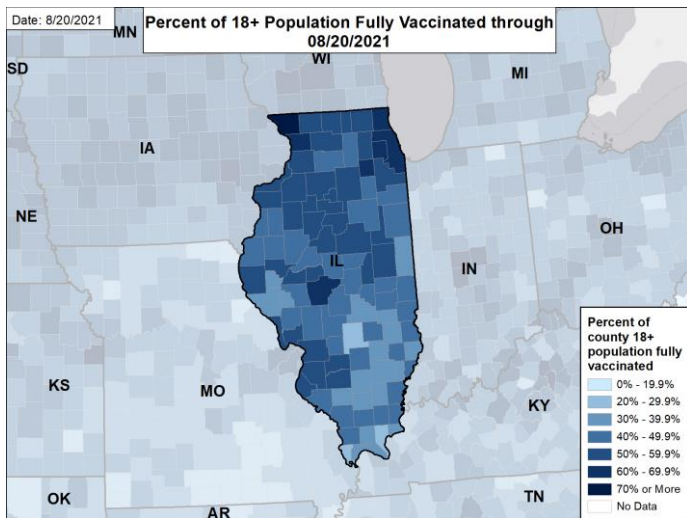 Date: 8/20/2021
Percent of 18+ Population Fully Vaccinated through
08/20/2021
MN
WI
SD
MI
IA
NE
OH
IL
IN
KS
MO
KY
OK
AR
TN
Percent of
county 18+
population fully
vaccinated
0% - 19.9%
20% - 29.9%
30% - 39.9%
40% - 49.9%
50% - 59.9%
60% - 69.9%
70% or More
No Data